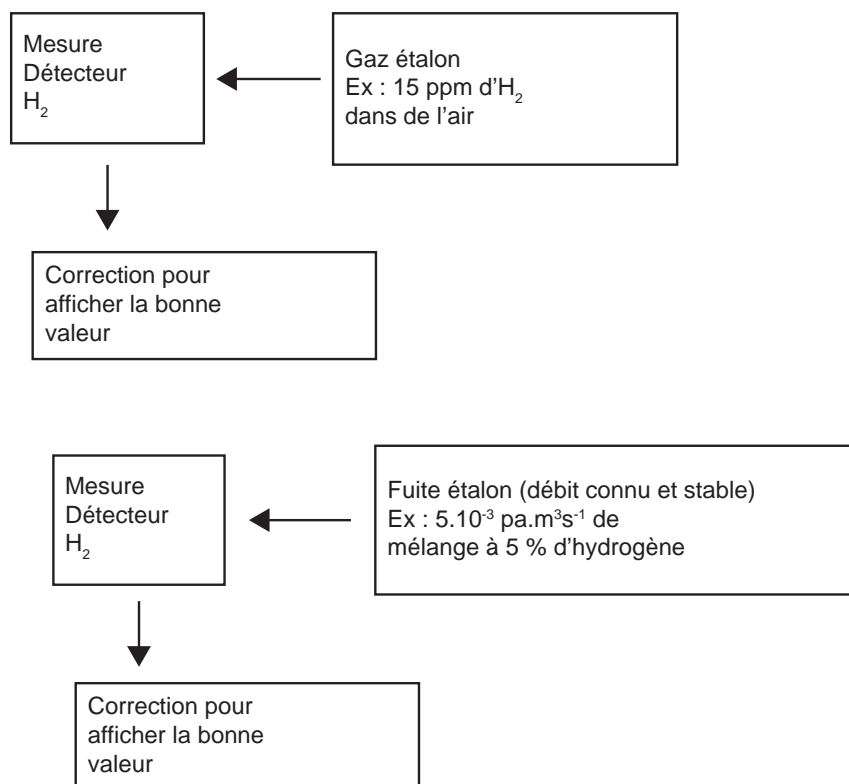 Mesure
Détecteur
H₂
Gaz étalon
Ex : 15 ppm d’H₂
dans de l’air
Correction pour
afficher la bonne
valeur
Mesure
Détecteur
H₂
Fuite étalon (débit connu et stable)
Ex : 5.10⁻³ pa.m³s⁻¹ de
mélange à 5 % d’hydrogène
Correction pour
afficher la bonne
valeur